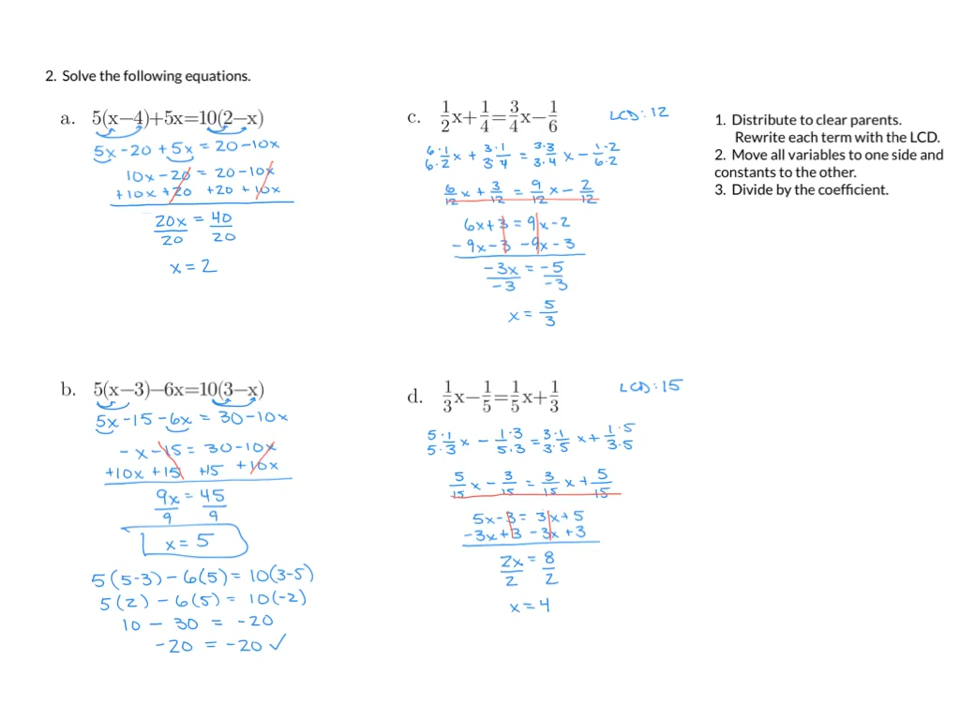 2. Solve the following equations.
a. 5(x−4)+5x=10(2−x)
5x −20 + 5x = 20 −10x
10x −20 = 20 −10x
+10x +20 +20 +10x
20x/20 = 40/20
x = 2
b. 5(x−3)−6x=10(3−x)
5x −15 −6x = 30 −10x
−x −15 = 30 −10x
+10x +15 +15 +10x
9x/9 = 45/9
x = 5
5(5-3) − 6(5) = 10(3-5)
5(2) − 6(5) = 10(-2)
10 − 30 = -20
-20 = -20 ✓
c. 1/2x+1/4=3/4x−1/6
LCD: 12
6·1/6·2 x + 3·1/3·4 = 3·3/3·4 x − 1·2/6·2
6/12 x + 3/12 = 9/12 x − 2/12
6x + 3 = 9x − 2
−9x − 3 −9x − 3
−3x/−3 = −5/−3
x = 5/3
d. 1/3x−1/5=1/5x+1/3
LCD: 15
5·1/5·3 x − 1·3/5·3 = 3·1/3·5 x + 1·5/3·5
5/15 x − 3/15 = 3/15 x + 5/15
5x − 3 = 3x + 5
−3x + 3 −3x + 3
2x/2 = 8/2
x = 4
1. Distribute to clear parents.
Rewrite each term with the LCD.
2. Move all variables to one side and
constants to the other.
3. Divide by the coefficient.